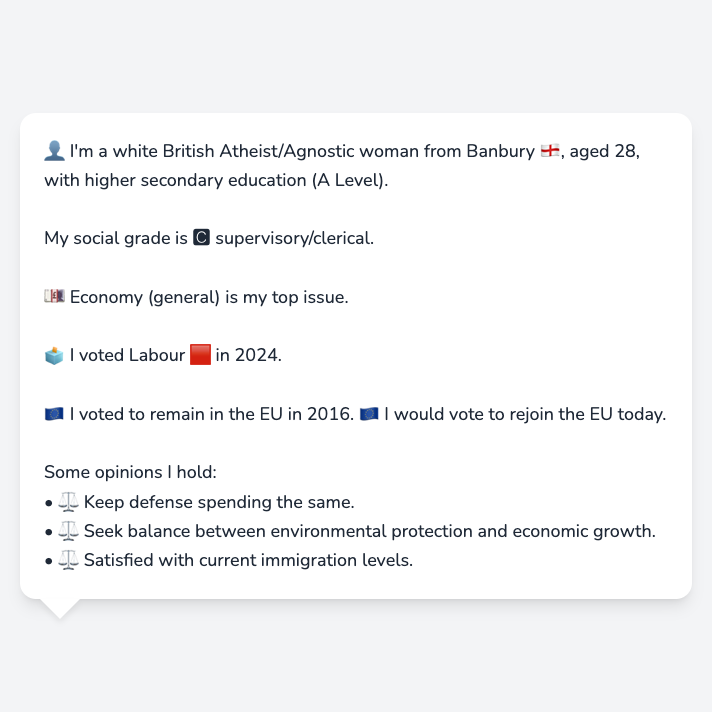 👤 I'm a white British Atheist/Agnostic woman from Banbury 🏴󠁧󠁢󠁥󠁮󠁧󠁿, aged 28,
with higher secondary education (A Level).
My social grade is 🅲 supervisory/clerical.
💷 Economy (general) is my top issue.
🗳️ I voted Labour 🟥 in 2024.
🇪🇺 I voted to remain in the EU in 2016. 🇪🇺 I would vote to rejoin the EU today.
Some opinions I hold:
• ⚖️ Keep defense spending the same.
• ⚖️ Seek balance between environmental protection and economic growth.
• ⚖️ Satisfied with current immigration levels.